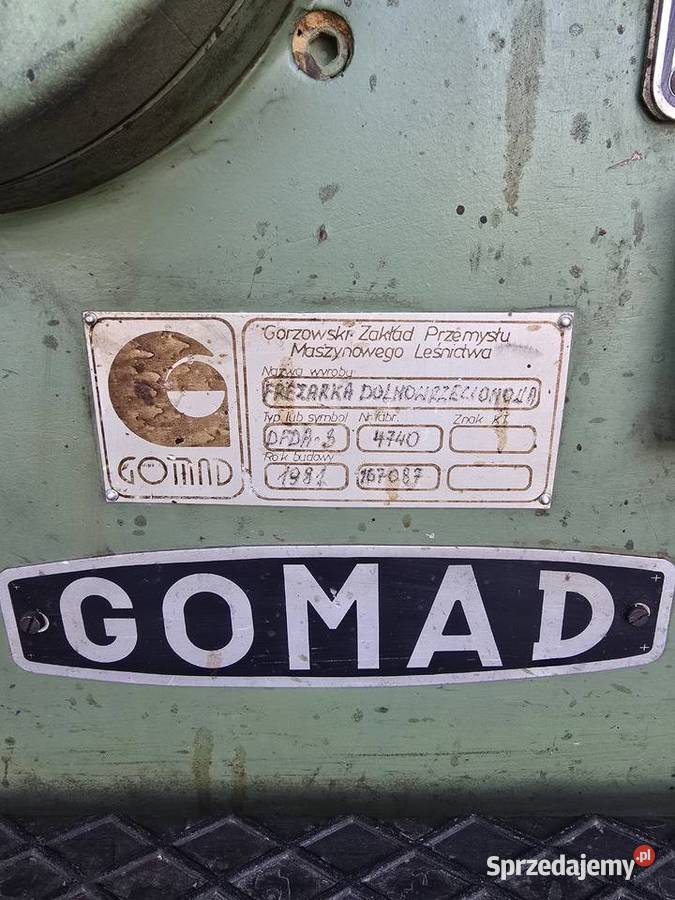 Gorzowski Zakład Przemysłu
Maszynowego Leśnictwa
Nazwa wyrobu
FREZARKA DOLNOWRZECIONOWA
Typ lub symbol Nr fabr. Znak KT
DFDA-3 4740
Rok budowy
1981 167087
GOMAD
GOMAD
Sprzedajemy.pl